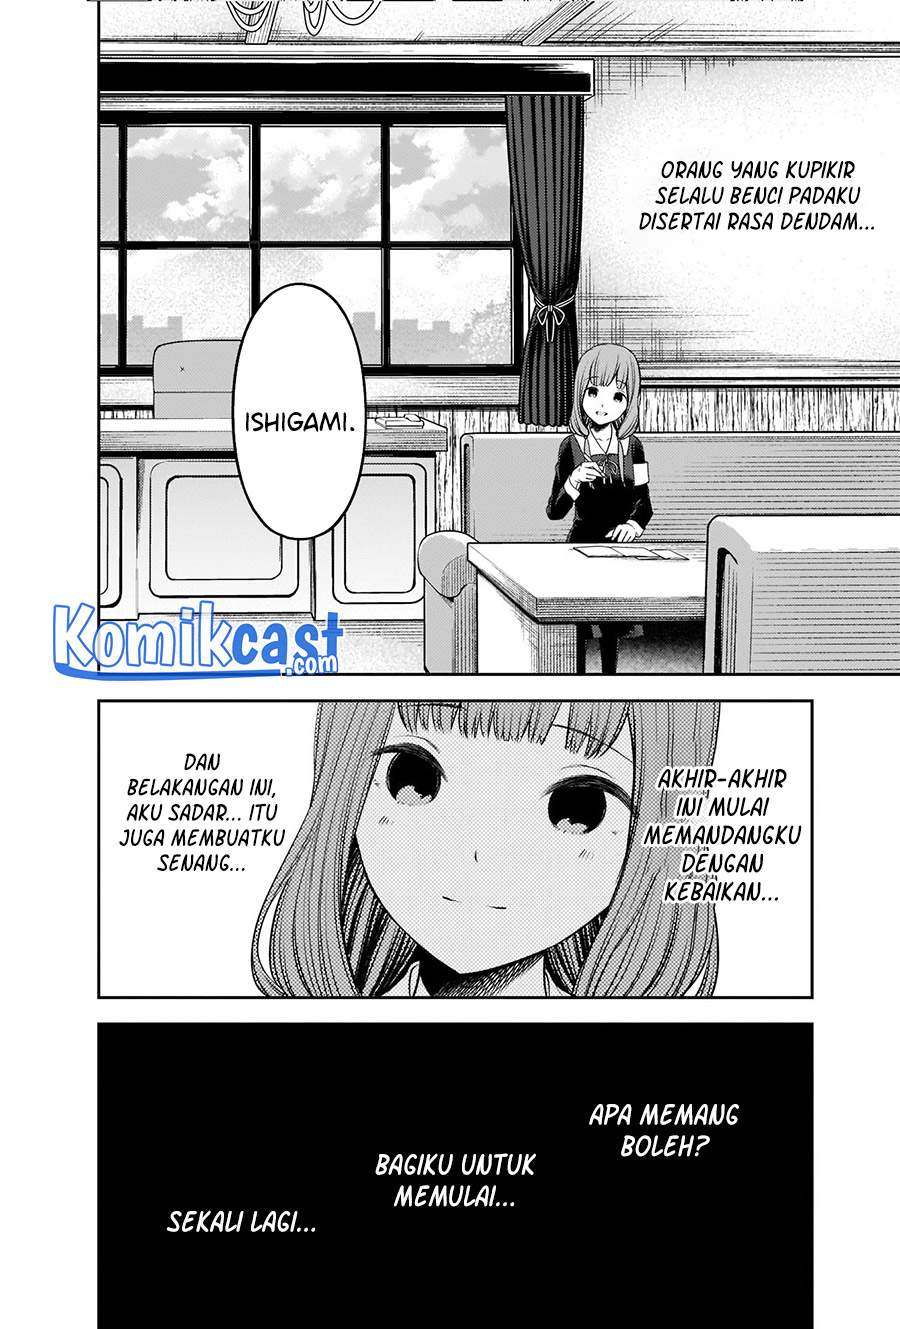 ORANG YANG KUPIKIR
SELALU BENCI PADAKU
DISERTAI RASA DENDAM...
ISHIGAMI.
Komikcast
.com
AKHIR-AKHIR
INI MULAI
MEMANDANGKU
DENGAN
KEBAIKAN...
DAN
BELAKANGAN INI,
AKU SADAR... ITU
JUGA MEMBUATKU
SENANG...
APA MEMANG
BOLEH?
BAGIKU UNTUK
MEMULAI...
SEKALI LAGI...